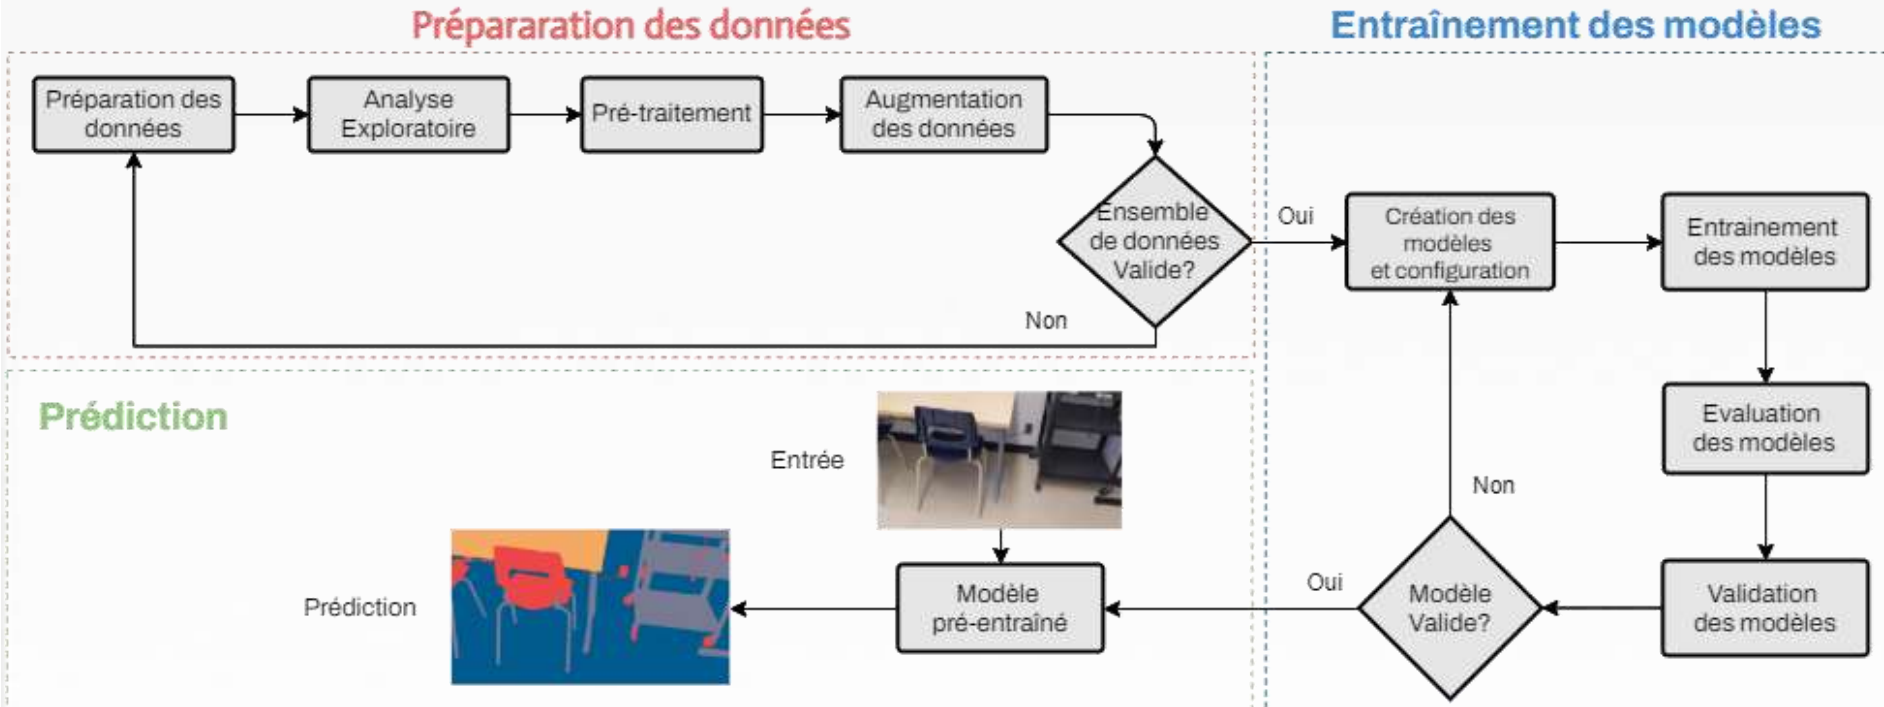 Prépararation des données
Entraînement des modèles
Préparation des
données
Analyse
Exploratoire
Pré-traitement
Augmentation
des données
Ensemble
de données
Valide?
Oui
Non
Création des
modèles
et configuration
Entrainement
des modèles
Evaluation
des modèles
Validation
des modèles
Modèle
Valide?
Non
Oui
Prédiction
Entrée
Modèle
pré-entraîné
Prédiction